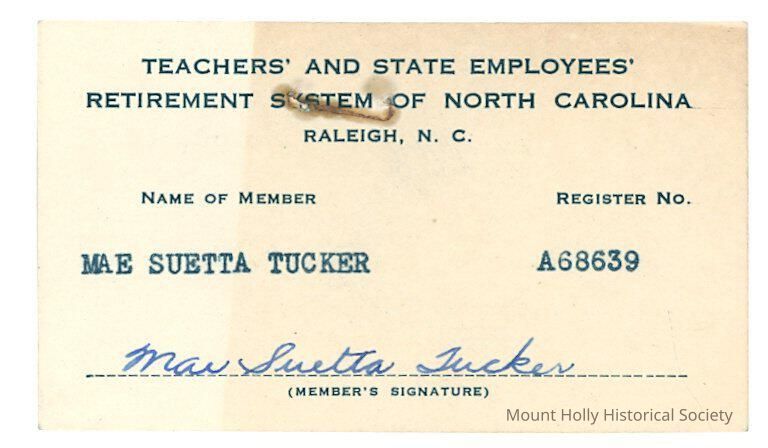 TEACHERS' AND STATE EMPLOYEES'
RETIREMENT SYSTEM OF NORTH CAROLINA
RALEIGH, N. C.
NAME OF MEMBER REGISTER NO.
MAE SUETTA TUCKER A68639
Mae Suetta Tucker
(MEMBER'S SIGNATURE)
Mount Holly Historical Society